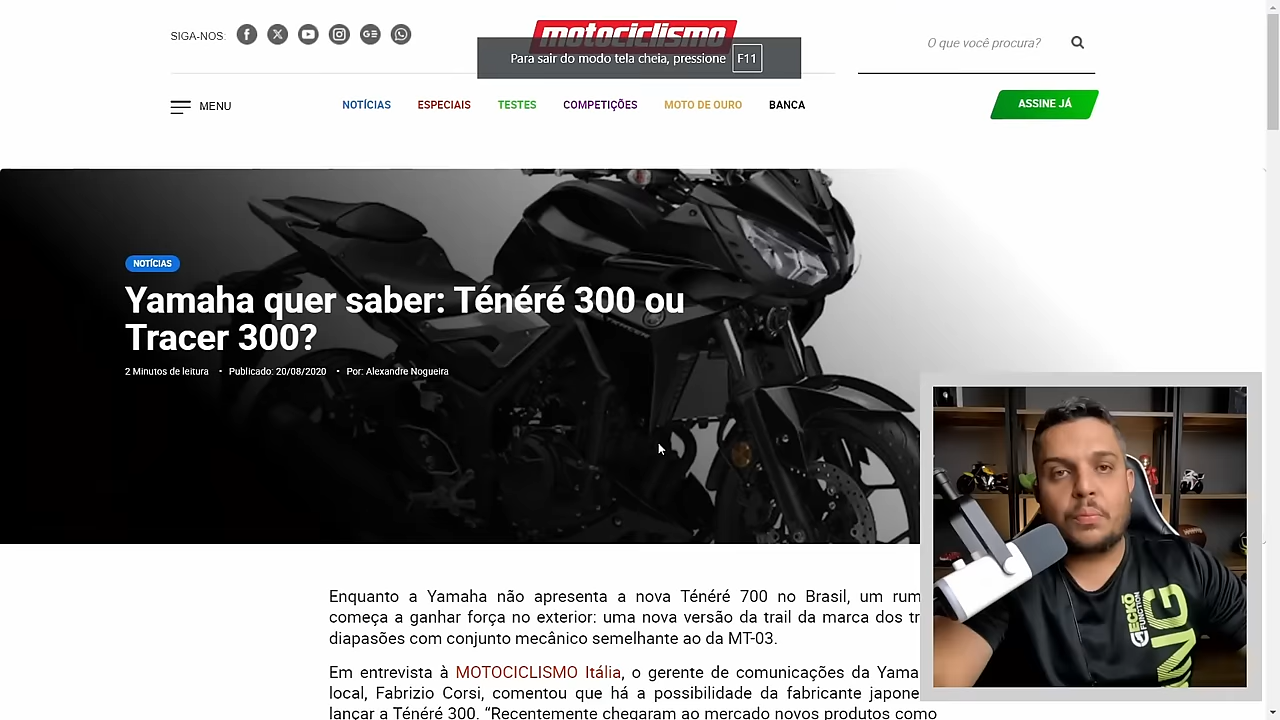 SIGA-NOS:
motociclismo
O que você procura?
Para sair do modo tela cheia, pressione F11
MENU
NOTÍCIAS
ESPECIAIS
TESTES
COMPETIÇÕES
MOTO DE OURO
BANCA
ASSINE JÁ
NOTÍCIAS
Yamaha quer saber: Ténéré 300 ou
Tracer 300?
2 Minutos de leitura • Publicado: 20/08/2020 • Por: Alexandre Nogueira
Enquanto a Yamaha não apresenta a nova Ténéré 700 no Brasil, um rum
começa a ganhar força no exterior: uma nova versão da trail da marca dos tr
diapasões com conjunto mecânico semelhante ao da MT-03.
Em entrevista à MOTOCICLISMO Itália, o gerente de comunicações da Yama
local, Fabrizio Corsi, comentou que há a possibilidade da fabricante japone
lançar a Ténéré 300. “Recentemente chegaram ao mercado novos produtos como
GECKO